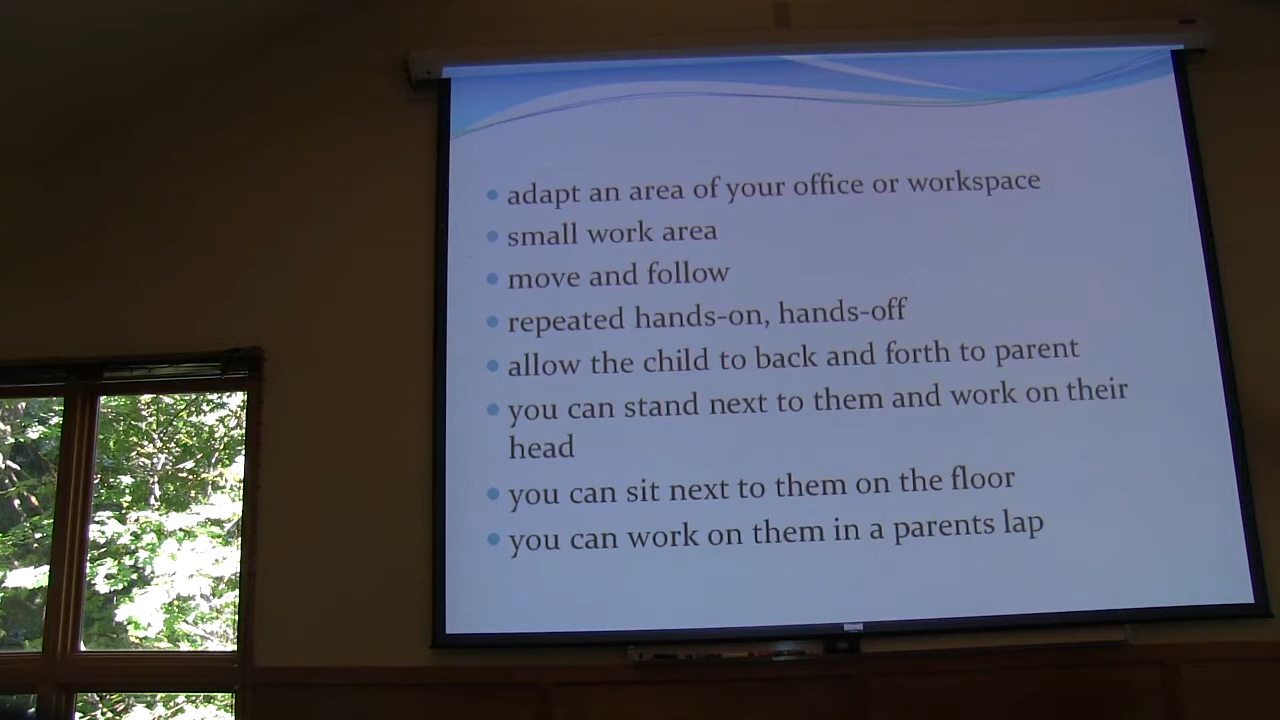 adapt an area of your office or workspace
small work area
move and follow
repeated hands-on, hands-off
allow the child to back and forth to parent
you can stand next to them and work on their
head
you can sit next to them on the floor
you can work on them in a parents lap